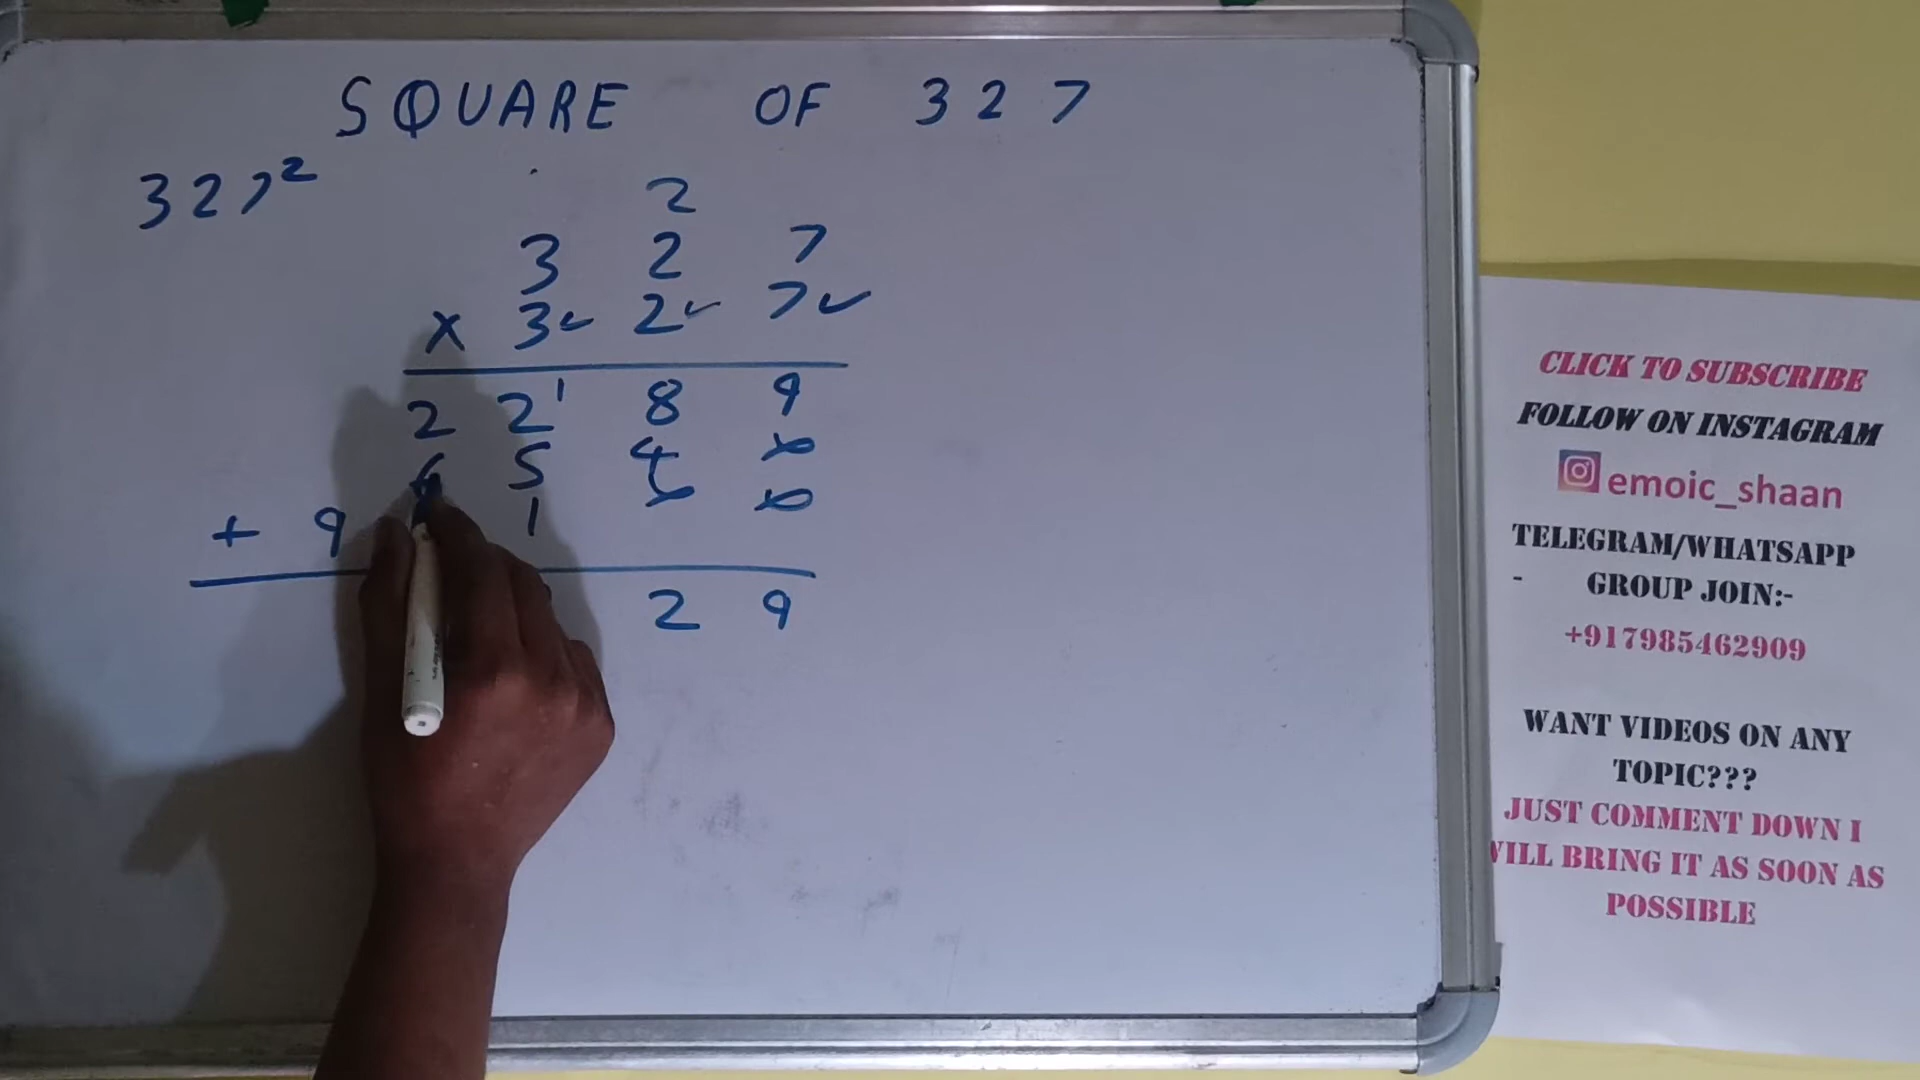 SQUARE OF 327
327²
2
3 2 7
x 3✓ 2✓ 7✓
2 2¹ 8 9
6 5 4 x
+ 9 1 x x
2 9
CLICK TO SUBSCRIBE
FOLLOW ON INSTAGRAM
emoic_shaan
TELEGRAM/WHATSAPP
- GROUP JOIN:-
+917985462909
WANT VIDEOS ON ANY
TOPIC???
JUST COMMENT DOWN I
WILL BRING IT AS SOON AS
POSSIBLE